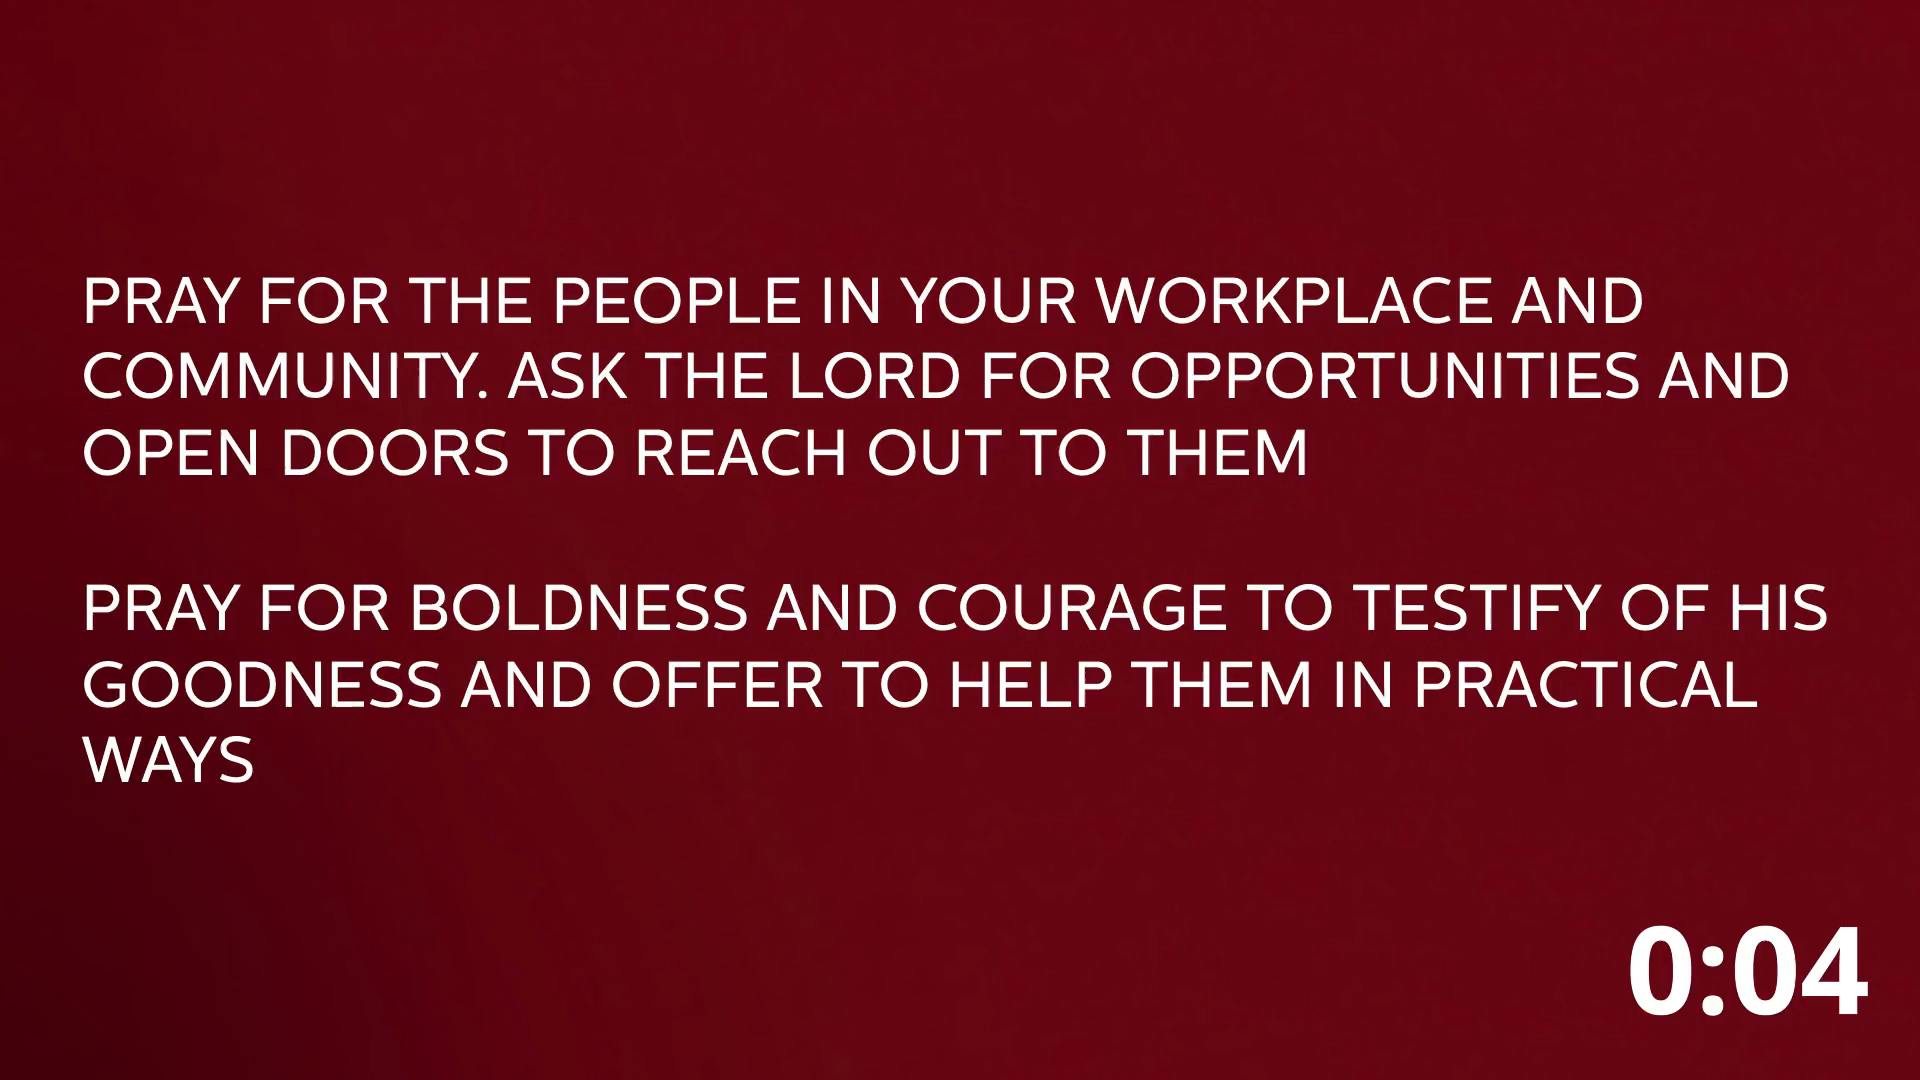 PRAY FOR THE PEOPLE IN YOUR WORKPLACE AND
COMMUNITY. ASK THE LORD FOR OPPORTUNITIES AND
OPEN DOORS TO REACH OUT TO THEM
PRAY FOR BOLDNESS AND COURAGE TO TESTIFY OF HIS
GOODNESS AND OFFER TO HELP THEM IN PRACTICAL
WAYS
0:04